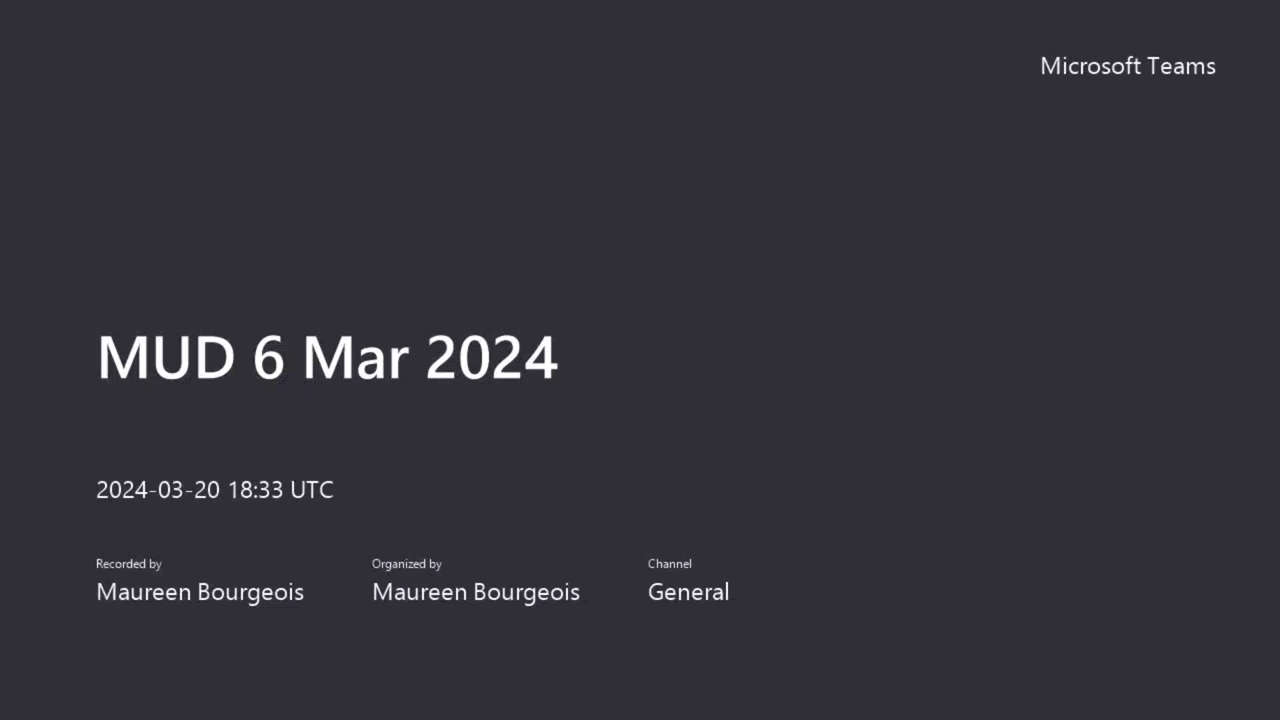 Microsoft Teams
MUD 6 Mar 2024
2024-03-20 18:33 UTC
Recorded by
Maureen Bourgeois
Organized by
Maureen Bourgeois
Channel
General